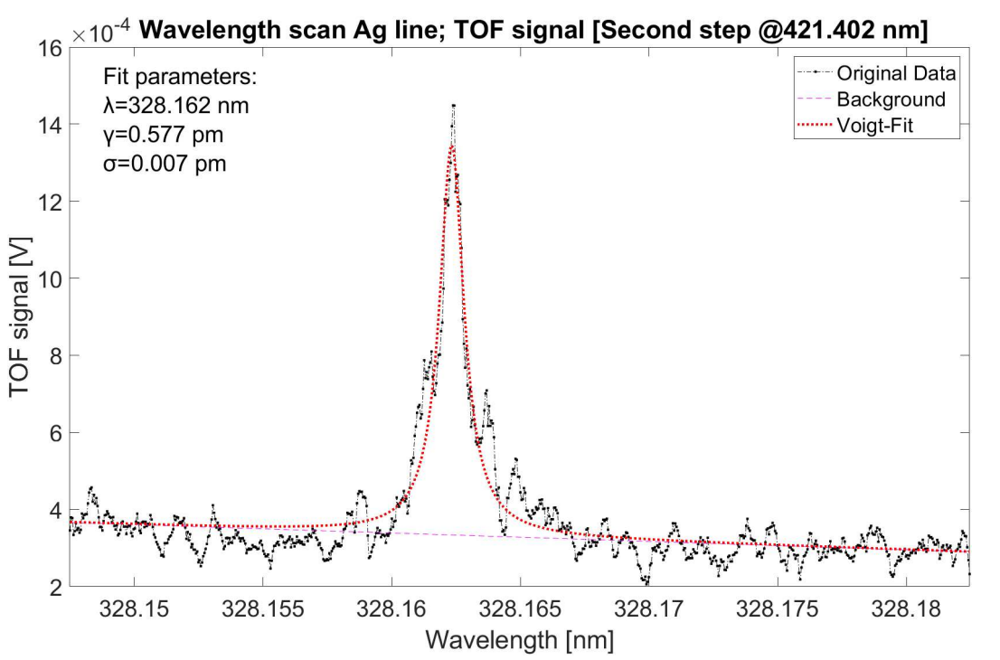 ×10⁻⁴ Wavelength scan Ag line; TOF signal [Second step @421.402 nm]
16
14
12
10
8
6
4
2
TOF signal [V]
Fit parameters:
λ=328.162 nm
γ=0.577 pm
σ=0.007 pm
Original Data
Background
Voigt-Fit
328.15 328.155 328.16 328.165 328.17 328.175 328.18
Wavelength [nm]